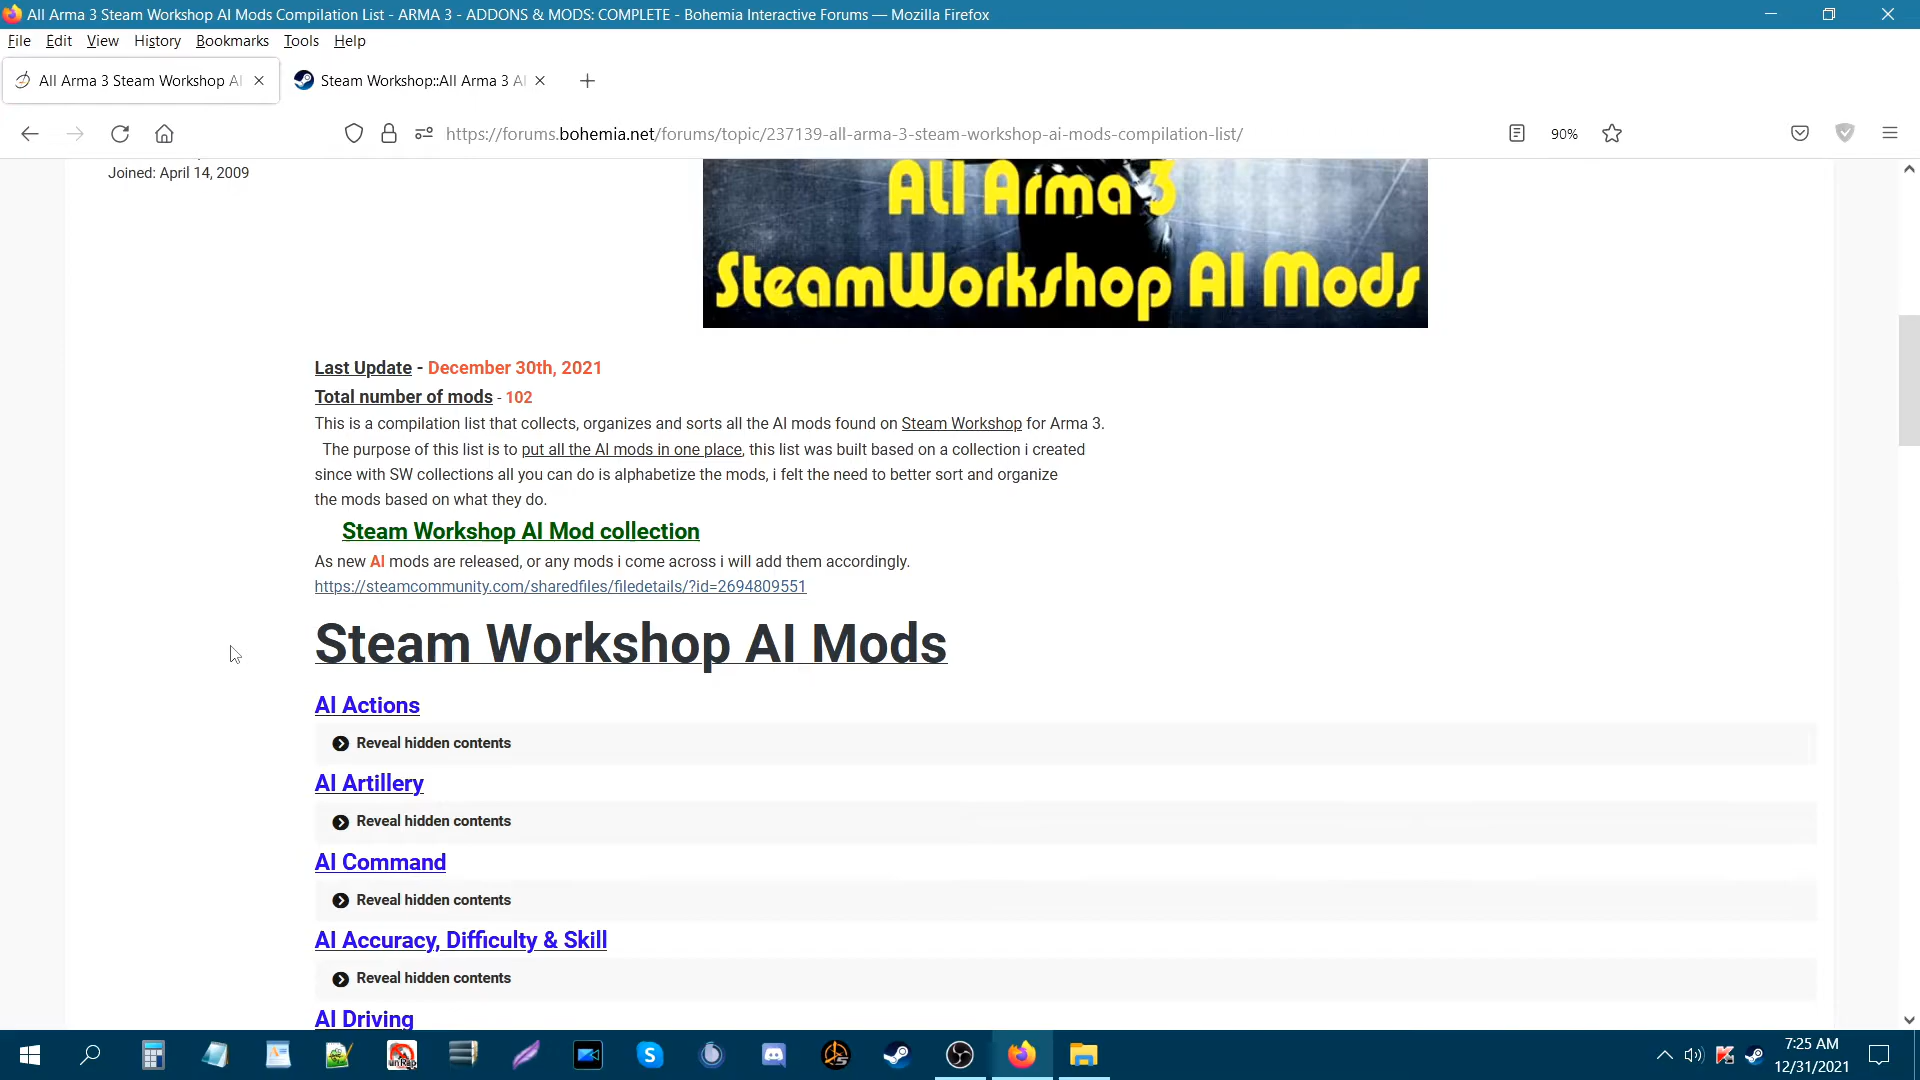 All Arma 3 Steam Workshop AI Mods Compilation List - ARMA 3 - ADDONS & MODS: COMPLETE - Bohemia Interactive Forums — Mozilla Firefox
File Edit View History Bookmarks Tools Help
All Arma 3 Steam Workshop AI
Steam Workshop::All Arma 3 AI
https://forums.bohemia.net/forums/topic/237139-all-arma-3-steam-workshop-ai-mods-compilation-list/
90%
Joined: April 14, 2009
All Arma 3
SteamWorkshop AI Mods
Last Update - December 30th, 2021
Total number of mods - 102
This is a compilation list that collects, organizes and sorts all the AI mods found on Steam Workshop for Arma 3.
The purpose of this list is to put all the AI mods in one place, this list was built based on a collection i created
since with SW collections all you can do is alphabetize the mods, i felt the need to better sort and organize
the mods based on what they do.
Steam Workshop AI Mod collection
As new AI mods are released, or any mods i come across i will add them accordingly.
https://steamcommunity.com/sharedfiles/filedetails/?id=2694809551
Steam Workshop AI Mods
AI Actions
Reveal hidden contents
AI Artillery
Reveal hidden contents
AI Command
Reveal hidden contents
AI Accuracy, Difficulty & Skill
Reveal hidden contents
AI Driving
7:25 AM
12/31/2021